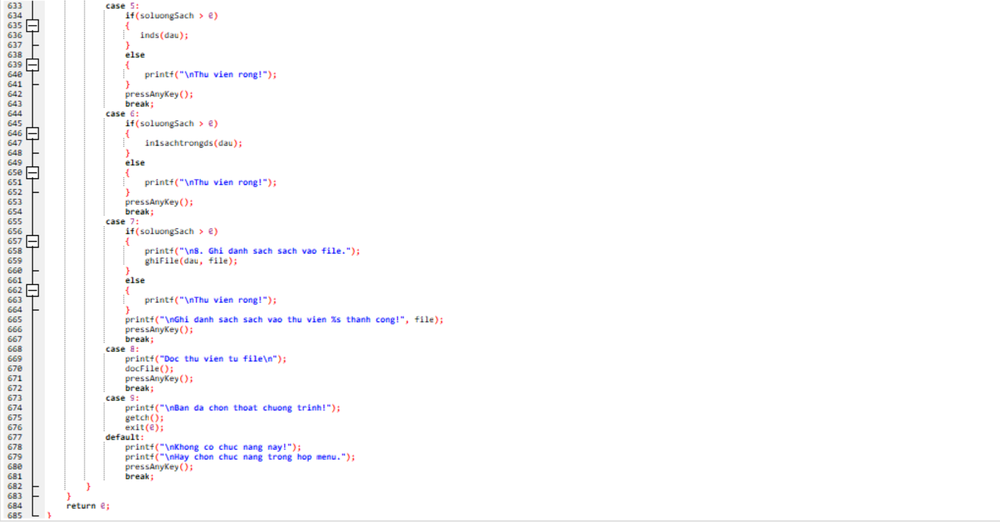 633 case 5:
634 if(soluongSach > 0)
635 {
636 inds(dau);
637 }
638 else
639 {
640 printf("\nThu vien rong!");
641 }
642 pressAnyKey();
643 break;
644 case 6:
645 if(soluongSach > 0)
646 {
647 in1sachtrongds(dau);
648 }
649 else
650 {
651 printf("\nThu vien rong!");
652 }
653 pressAnyKey();
654 break;
655 case 7:
656 if(soluongSach > 0)
657 {
658 printf("\n8. Ghi danh sach sach vao file.");
659 ghiFile(dau, file);
660 }
661 else
662 {
663 printf("\nThu vien rong!");
664 }
665 printf("\nGhi danh sach sach vao thu vien %s thanh cong!", file);
666 pressAnyKey();
667 break;
668 case 8:
669 printf("Doc thu vien tu file\n");
670 docFile();
671 pressAnyKey();
672 break;
673 case 9:
674 printf("\nBan da chon thoat chuong trinh!");
675 getch();
676 exit(0);
677 default:
678 printf("\nKhong co chuc nang nay!");
679 printf("\nHay chon chuc nang trong hop menu.");
680 pressAnyKey();
681 break;
682 }
683 }
684 return 0;
685 }